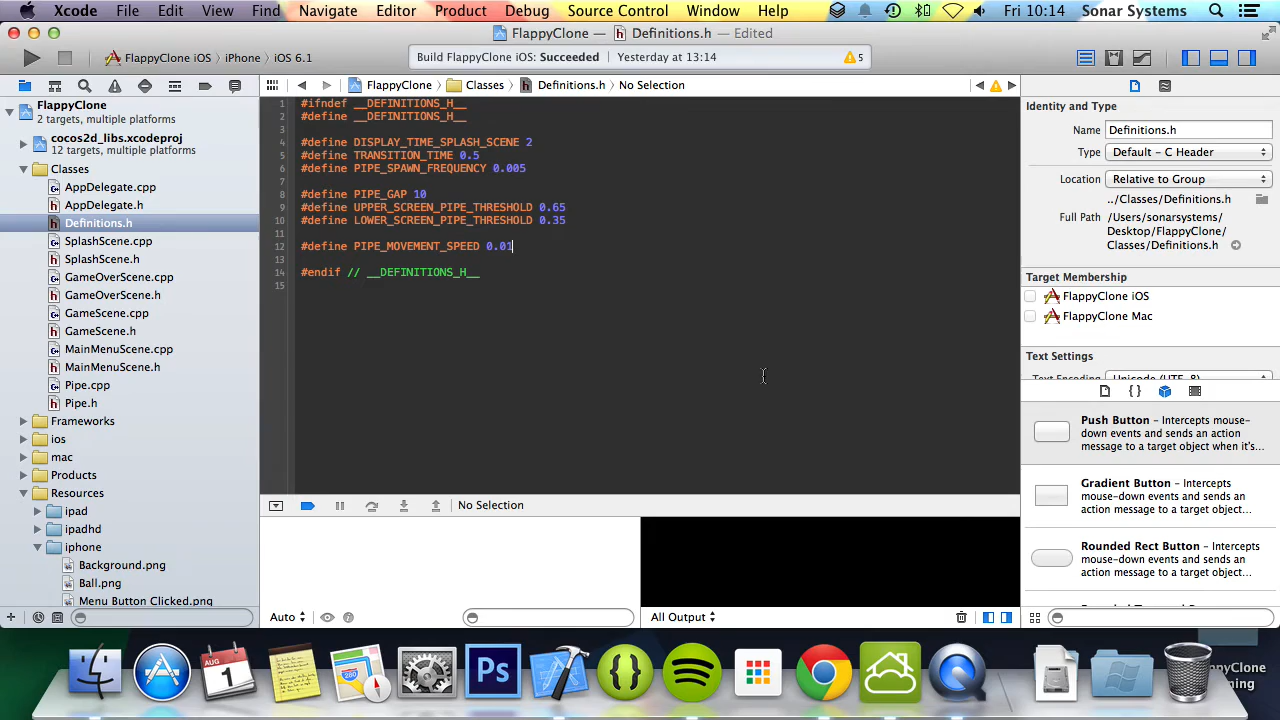 Xcode File Edit View Find Navigate Editor Product Debug Source Control Window Help Fri 10:14 Sonar Systems
FlappyClone — Definitions.h — Edited
FlappyClone iOS iPhone iOS 6.1
Build FlappyClone iOS: Succeeded Yesterday at 13:14 5
FlappyClone Classes Definitions.h No Selection
FlappyClone
2 targets, multiple platforms
cocos2d_libs.xcodeproj
12 targets, multiple platforms
Classes
AppDelegate.cpp
AppDelegate.h
Definitions.h
SplashScene.cpp
SplashScene.h
GameOverScene.cpp
GameOverScene.h
GameScene.cpp
GameScene.h
MainMenuScene.cpp
MainMenuScene.h
Pipe.cpp
Pipe.h
Frameworks
ios
mac
Products
Resources
ipad
ipadhd
iphone
Background.png
Ball.png
Menu Button Clicked.png
1 #ifndef __DEFINITIONS_H__
2 #define __DEFINITIONS_H__
3
4 #define DISPLAY_TIME_SPLASH_SCENE 2
5 #define TRANSITION_TIME 0.5
6 #define PIPE_SPAWN_FREQUENCY 0.005
7
8 #define PIPE_GAP 10
9 #define UPPER_SCREEN_PIPE_THRESHOLD 0.65
10 #define LOWER_SCREEN_PIPE_THRESHOLD 0.35
11
12 #define PIPE_MOVEMENT_SPEED 0.01
13
14 #endif // __DEFINITIONS_H__
15
No Selection
Auto
All Output
Identity and Type
Name Definitions.h
Type Default - C Header
Location Relative to Group
../Classes/Definitions.h
Full Path /Users/sonarsystems/
Desktop/FlappyClone/
Classes/Definitions.h
Target Membership
FlappyClone iOS
FlappyClone Mac
Text Settings
Text Encoding Unicode (UTF-8)
Push Button – Intercepts mouse-
down events and sends an action
message to a target object when it's...
Gradient Button – Intercepts
mouse-down events and sends an
action message to a target object...
Rounded Rect Button – Intercepts
mouse-down events and sends an
action message to a target object...
AUG
1
Ps
FlappyClone